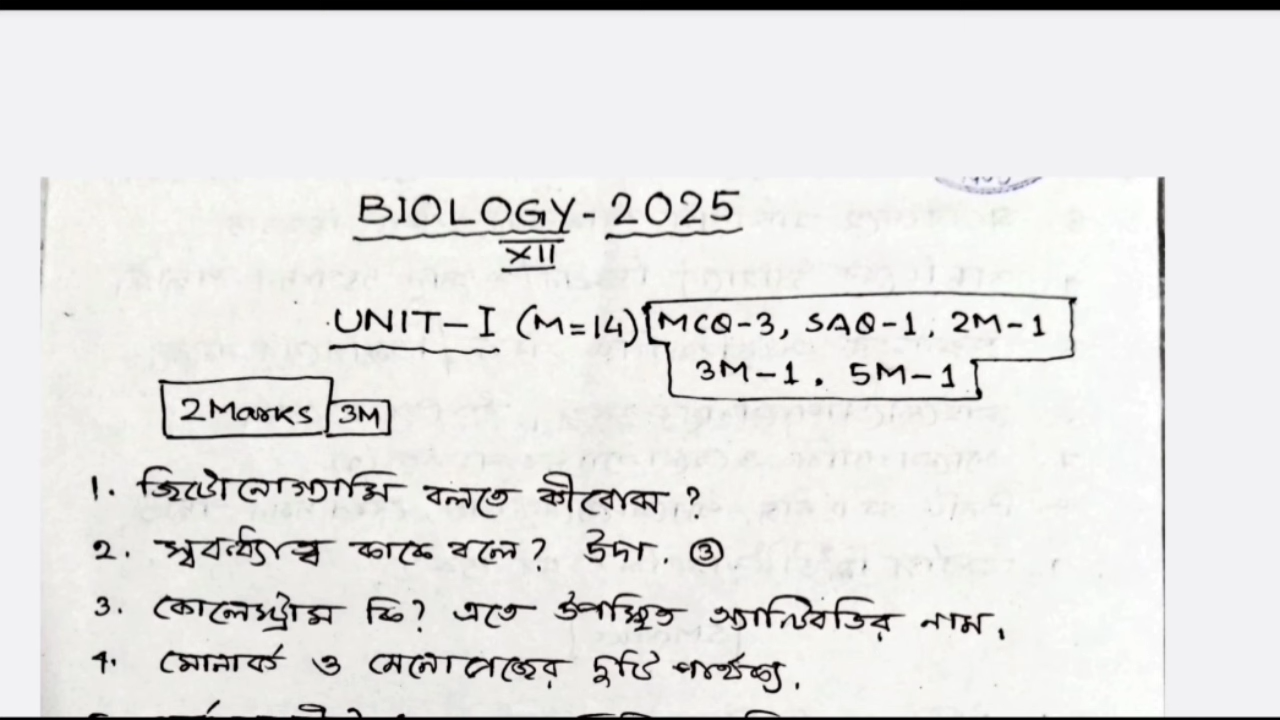 BIOLOGY-2025
XII
UNIT-I (M=14) MCQ-3, SAQ-1, 2M-1
3M-1, 5M-1
2Marks 3M
1. জিটোনোগ্যামি বলতে কী বোঝ?
২. স্ববন্ধ্যাত্ব কাকে বলে? উদা. ③
3. কোলেস্ট্রাম কি? এতে উপস্থিত অ্যান্টিবডির নাম.
4. মেনার্ক ও মেনোপজের দুটি পার্থক্য.